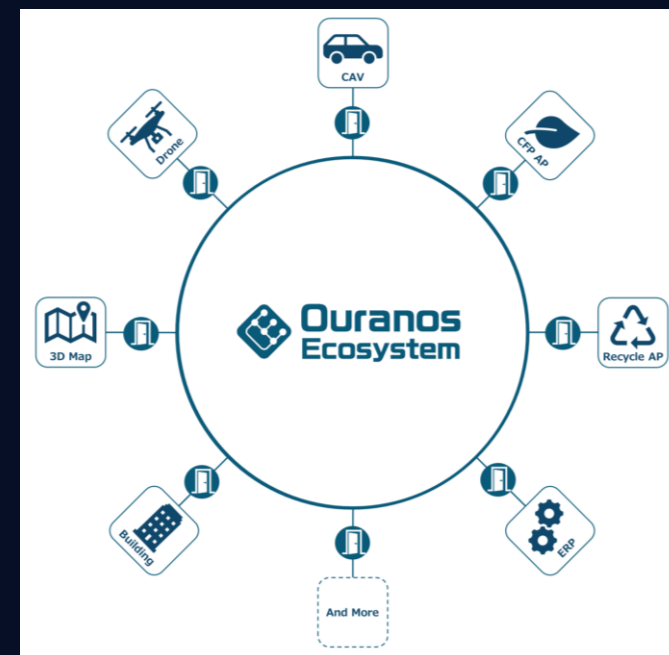 CAV
Drone
CFP AP
3D Map
Ouranos
Ecosystem
Recycle AP
Building
ERP
And More